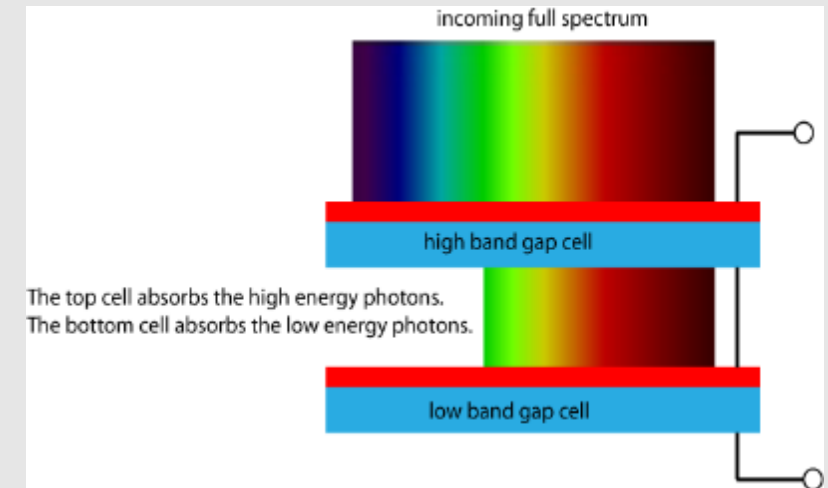 incoming full spectrum
high band gap cell
The top cell absorbs the high energy photons.
The bottom cell absorbs the low energy photons.
low band gap cell